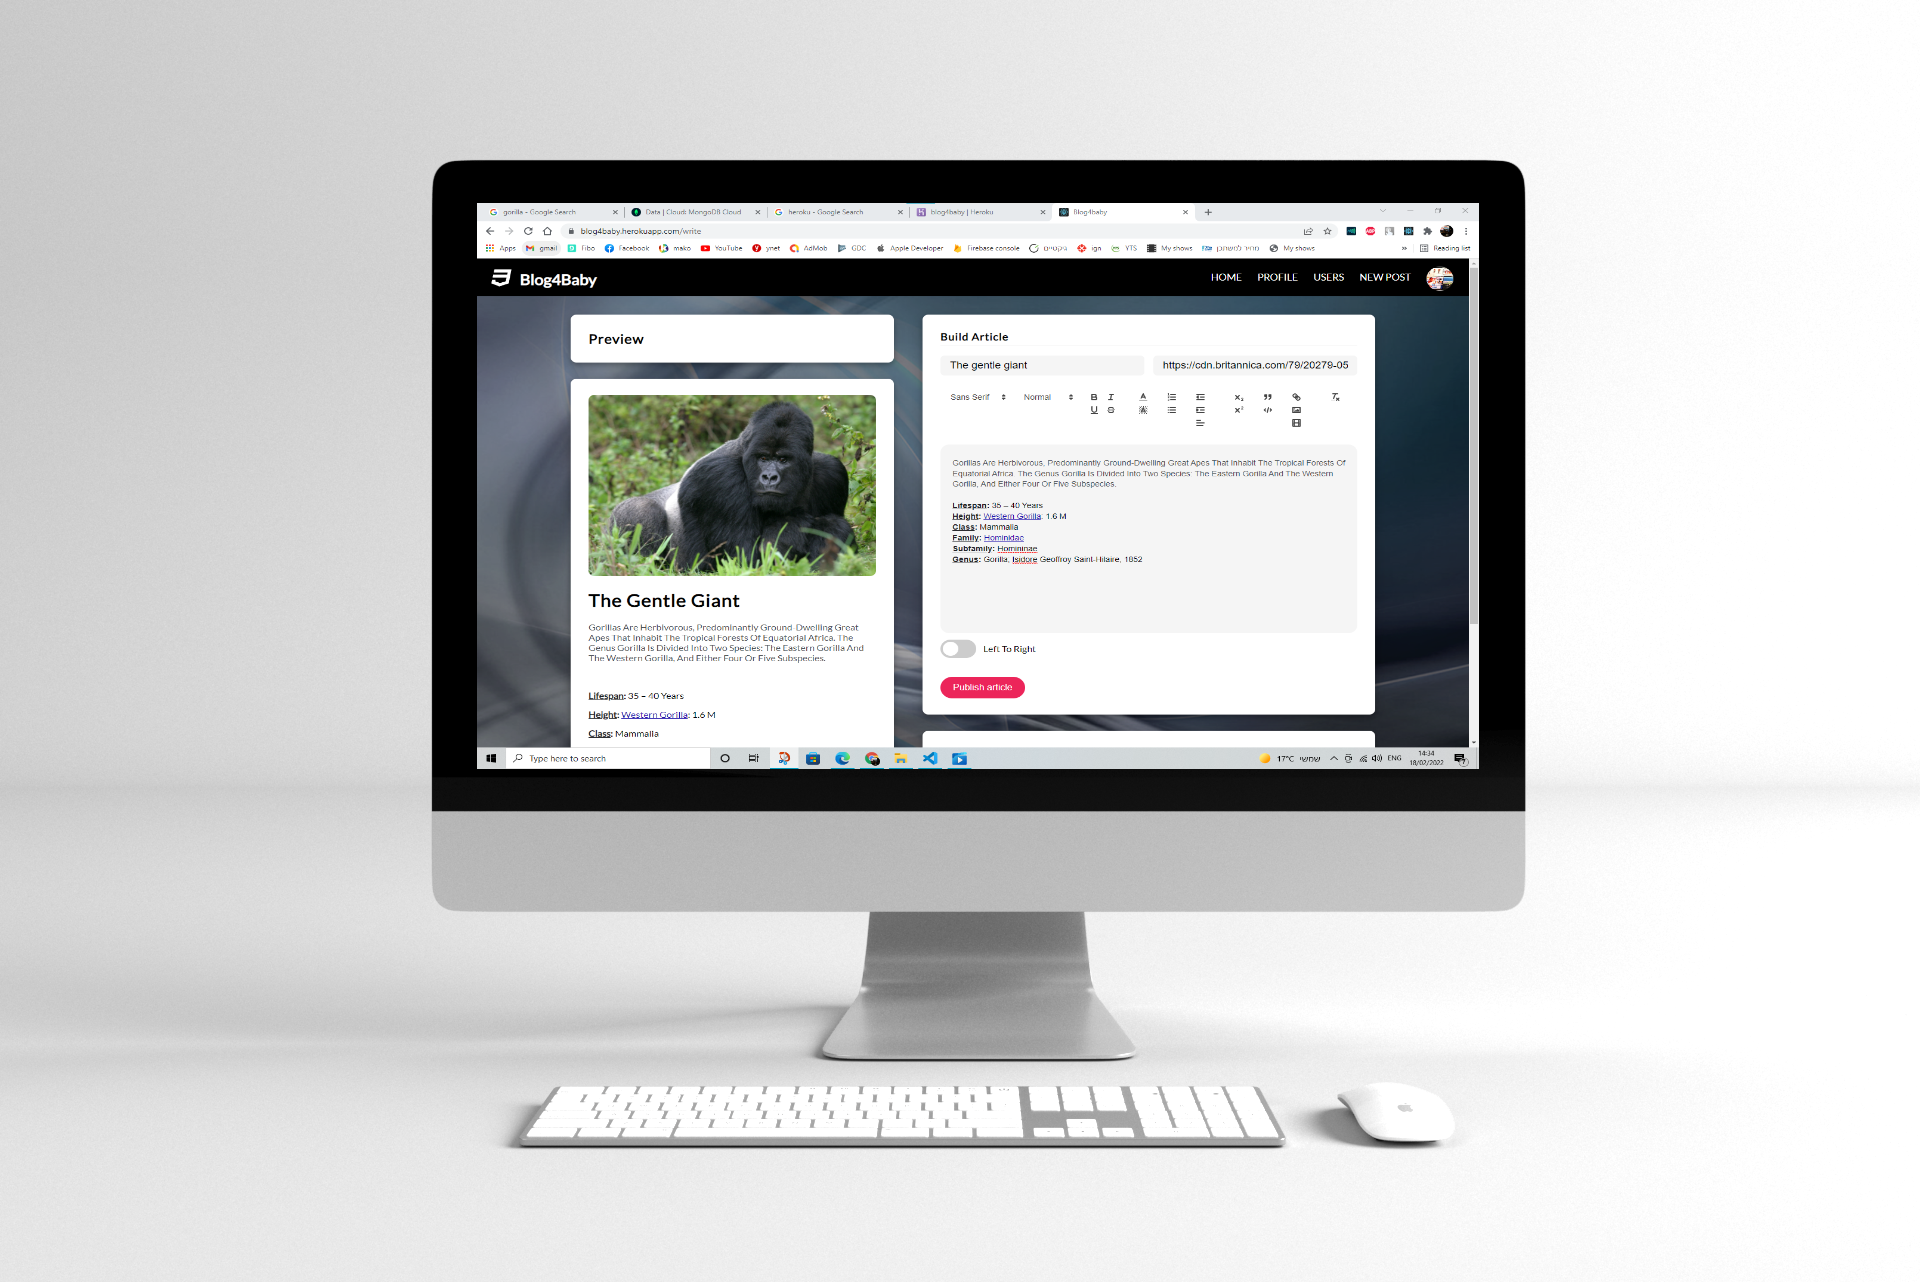 gorilla - Google Search
Data | Cloud: MongoDB Cloud
heroku - Google Search
blog4baby | Heroku
Blog4baby
blog4baby.herokuapp.com/write
Apps
gmail
Fibo
Facebook
mako
YouTube
ynet
AdMob
GDC
Apple Developer
Firebase console
פיקטיים
ign
YTS
My shows
מחיר למשתכן
My shows
»
Reading list
Blog4Baby
HOME PROFILE USERS NEW POST
Preview
The Gentle Giant
Gorillas Are Herbivorous, Predominantly Ground-Dwelling Great
Apes That Inhabit The Tropical Forests Of Equatorial Africa. The
Genus Gorilla Is Divided Into Two Species: The Eastern Gorilla And
The Western Gorilla, And Either Four Or Five Subspecies.
Lifespan: 35 – 40 Years
Height: Western Gorilla: 1.6 M
Class: Mammalia
Build Article
The gentle giant
https://cdn.britannica.com/79/20279-05
Sans Serif
Normal
Gorillas Are Herbivorous, Predominantly Ground-Dwelling Great Apes That Inhabit The Tropical Forests Of
Equatorial Africa. The Genus Gorilla Is Divided Into Two Species: The Eastern Gorilla And The Western
Gorilla, And Either Four Or Five Subspecies.
Lifespan: 35 – 40 Years
Height: Western Gorilla: 1.6 M
Class: Mammalia
Family: Hominidae
Subfamily: Homininae
Genus: Gorilla; Isidore Geoffroy Saint-Hilaire, 1852
Left To Right
Publish article
Type here to search
17°C שמשי
ENG
14:34
18/02/2022